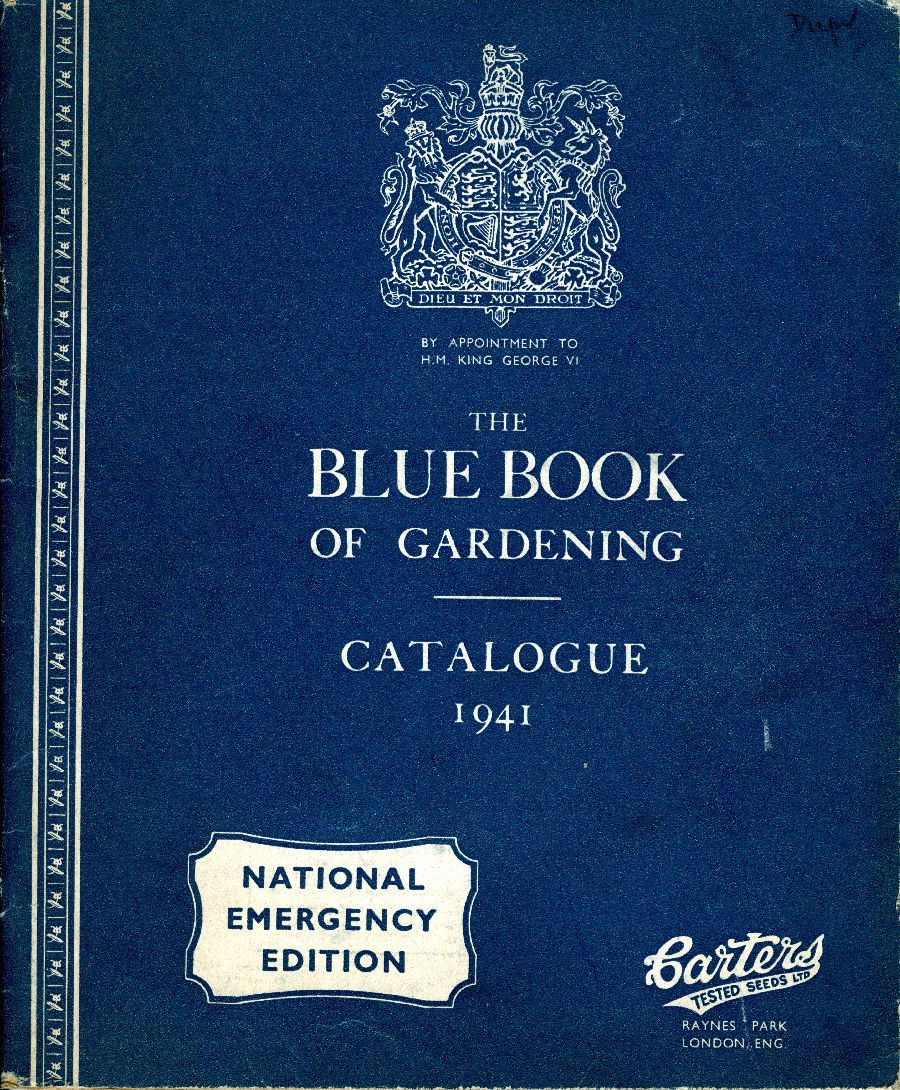 DIEU ET MON DROIT
BY APPOINTMENT TO
H.M. KING GEORGE VI
THE
BLUE BOOK
OF GARDENING
CATALOGUE
1941
NATIONAL
EMERGENCY
EDITION
Carters
TESTED SEEDS LTD
RAYNES PARK
LONDON, ENG.